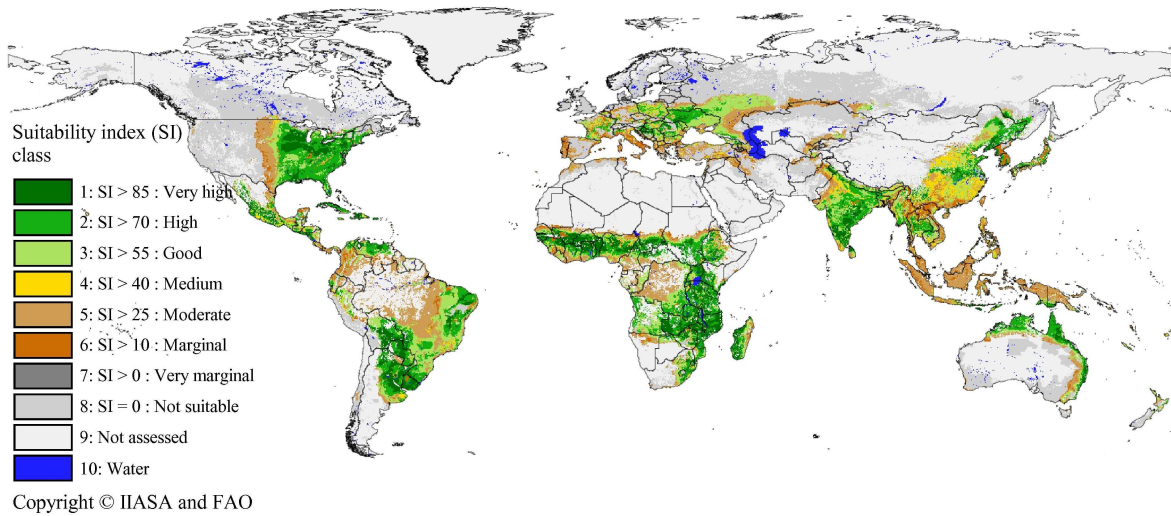 Suitability index (SI)
class
1: SI > 85 : Very high
2: SI > 70 : High
3: SI > 55 : Good
4: SI > 40 : Medium
5: SI > 25 : Moderate
6: SI > 10 : Marginal
7: SI > 0 : Very marginal
8: SI = 0 : Not suitable
9: Not assessed
10: Water
Copyright © IIASA and FAO